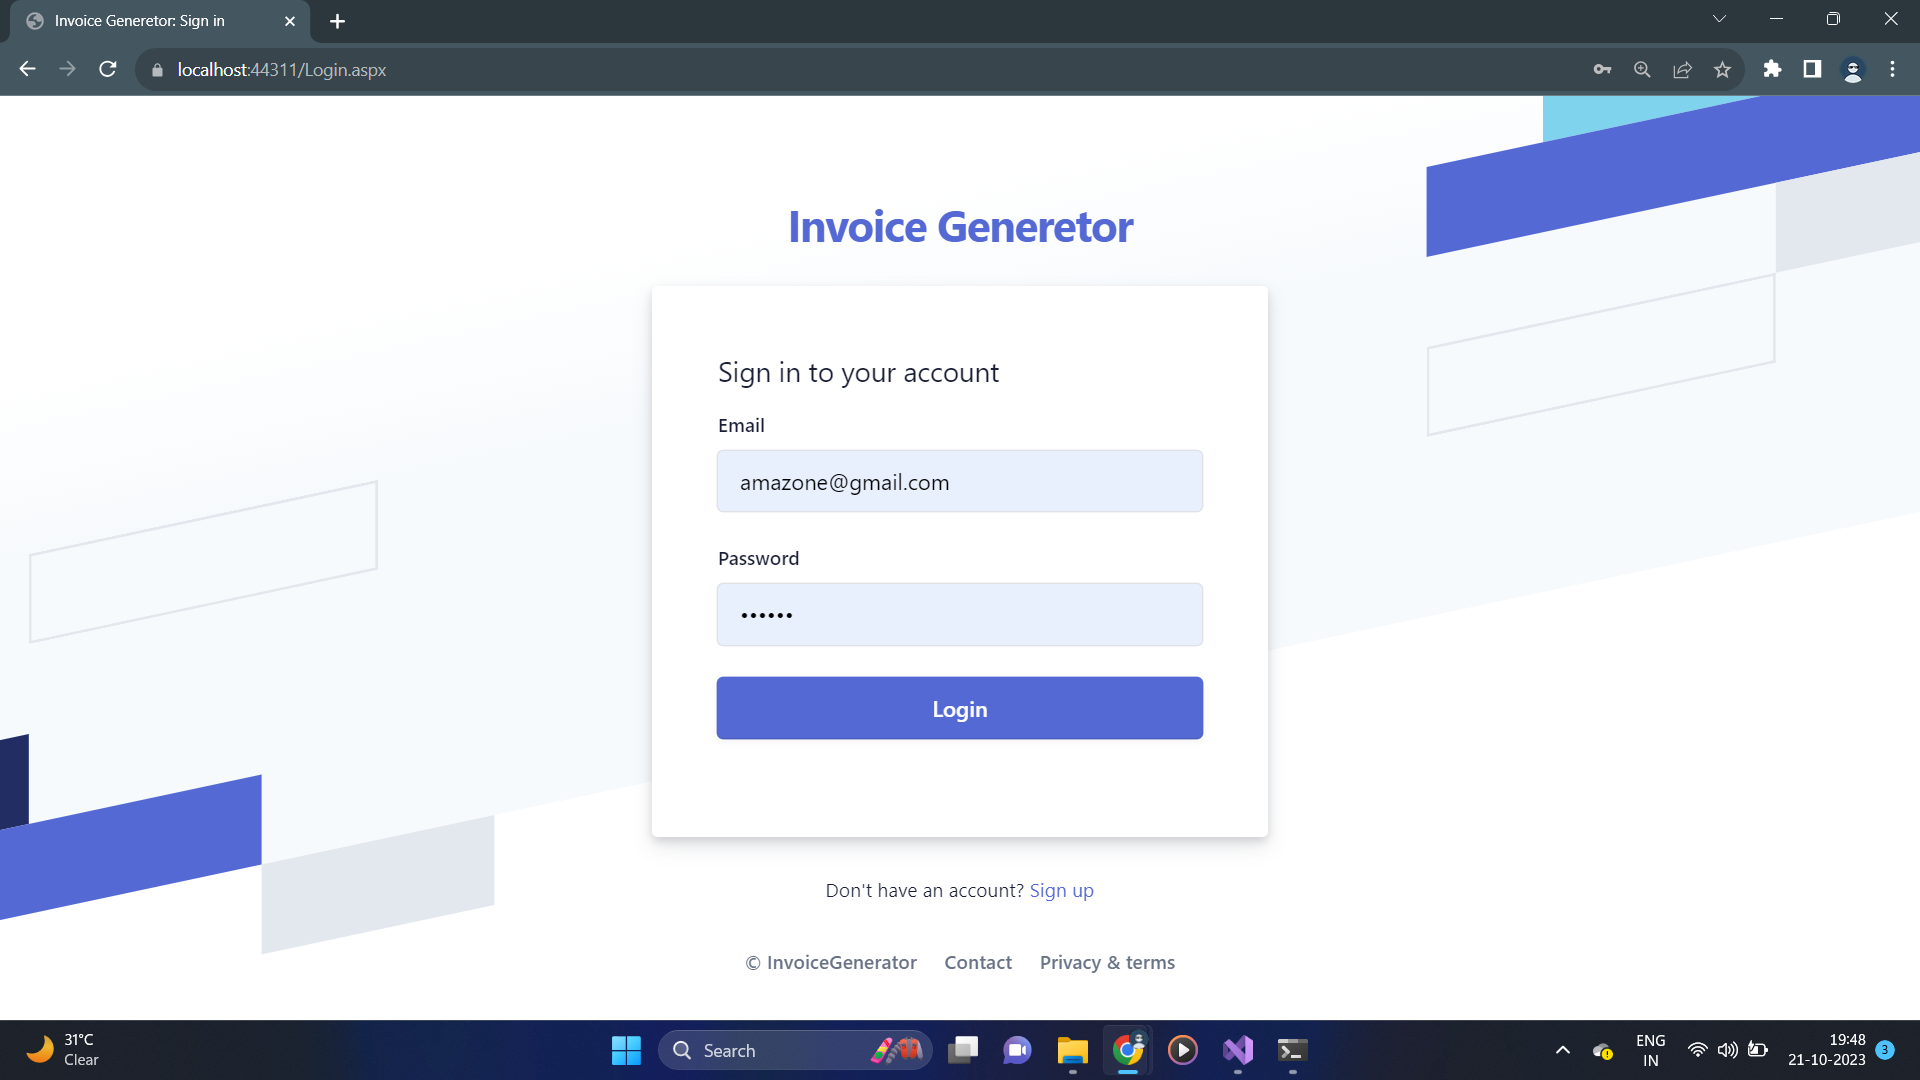 Invoice Generetor: Sign in
localhost:44311/Login.aspx
Invoice Generetor
Sign in to your account
Email
amazone@gmail.com
Password
••••••
Login
Don't have an account? Sign up
© InvoiceGenerator Contact Privacy & terms
31°C
Clear
Search
ENG
IN
19:48
21-10-2023
3